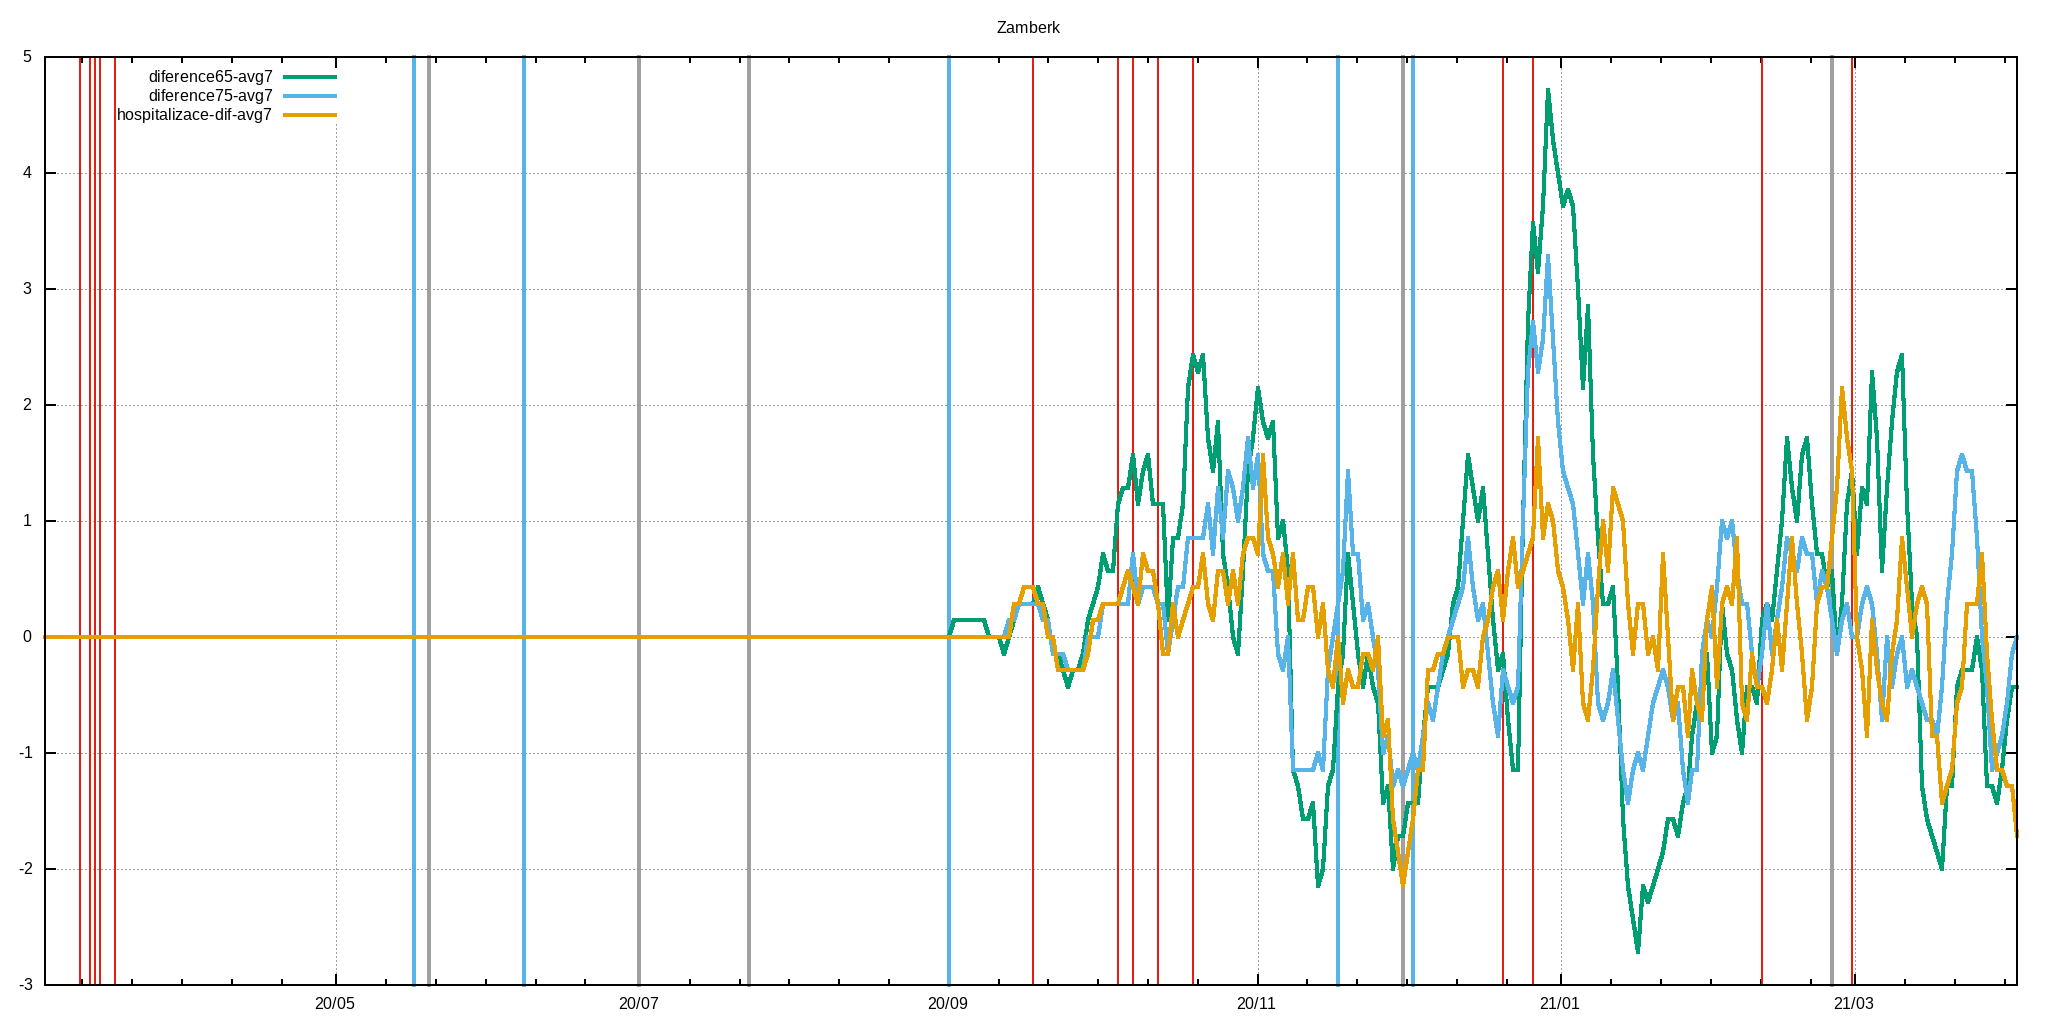 Zamberk
diference65-avg7
diference75-avg7
hospitalizace-dif-avg7
5
4
3
2
1
0
-1
-2
-3
20/05 20/07 20/09 20/11 21/01 21/03